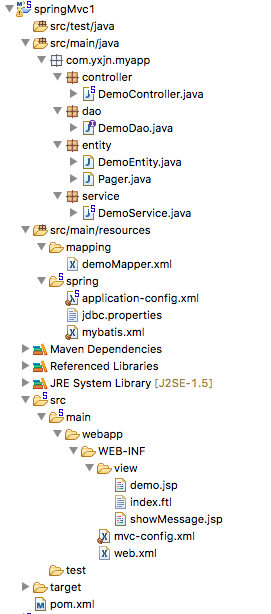 springMvc1
src/test/java
src/main/java
com.yxjn.myapp
controller
DemoController.java
dao
DemoDao.java
entity
DemoEntity.java
Pager.java
service
DemoService.java
src/main/resources
mapping
demoMapper.xml
spring
application-config.xml
jdbc.properties
mybatis.xml
Maven Dependencies
Referenced Libraries
JRE System Library [J2SE-1.5]
src
main
webapp
WEB-INF
view
demo.jsp
index.ftl
showMessage.jsp
mvc-config.xml
web.xml
test
target
pom.xml